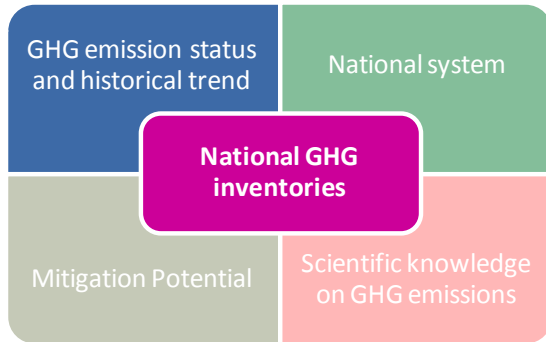 GHG emission status
and historical trend
National system
National GHG
inventories
Mitigation Potential
Scientific knowledge
on GHG emissions